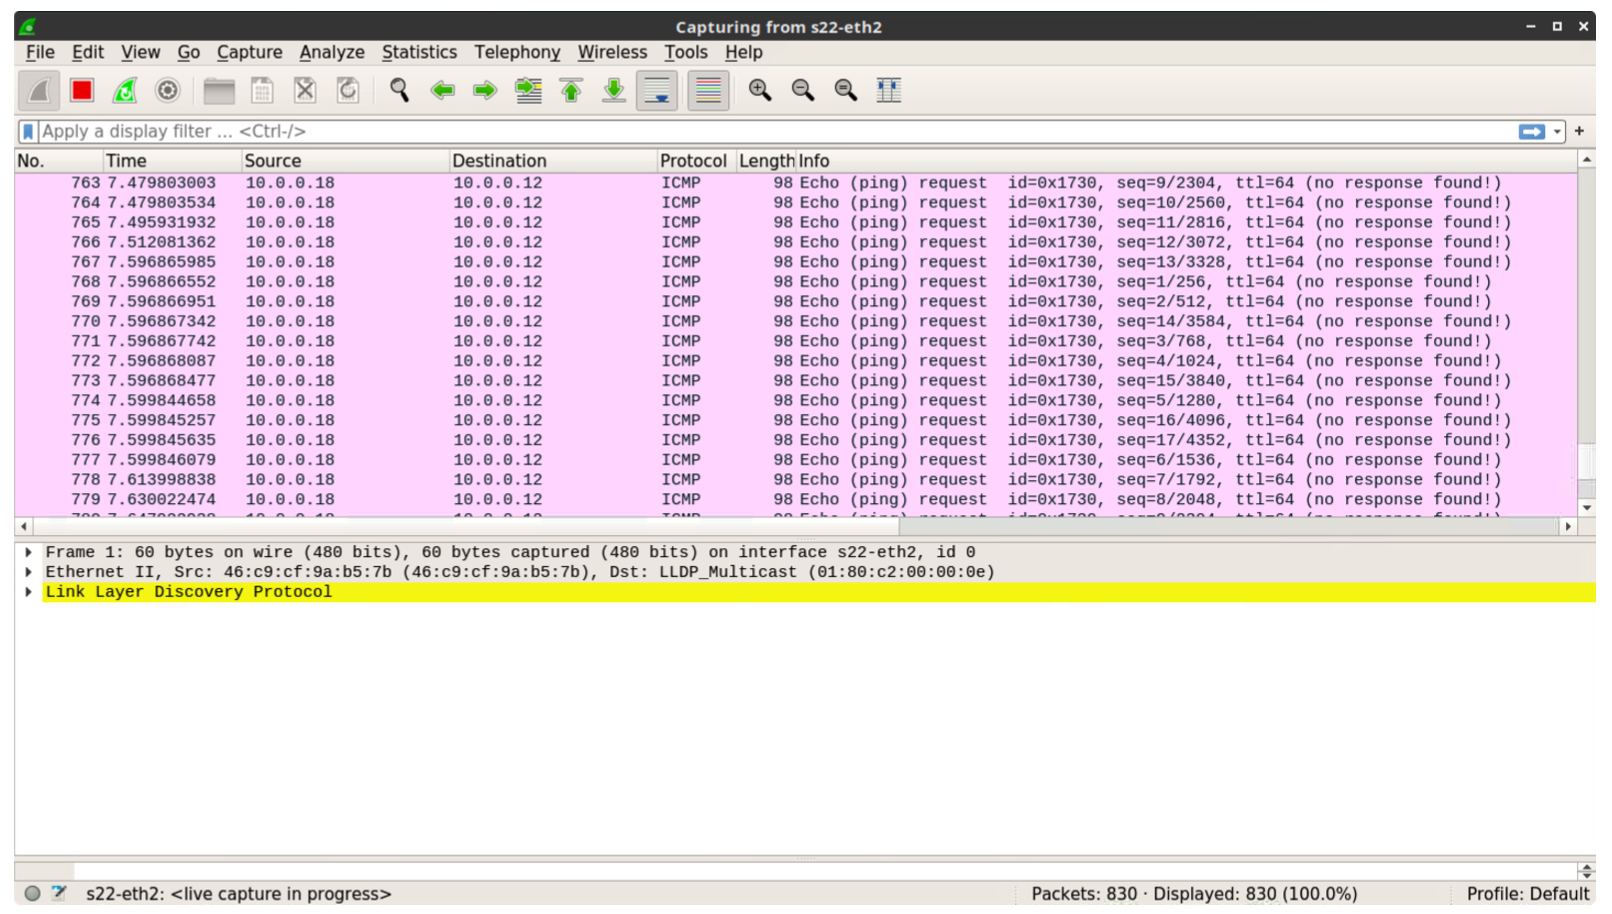 Capturing from s22-eth2
File Edit View Go Capture Analyze Statistics Telephony Wireless Tools Help
Apply a display filter ... <Ctrl-/>
No. Time Source Destination Protocol Length Info
763 7.479803003 10.0.0.18 10.0.0.12 ICMP 98 Echo (ping) request id=0x1730, seq=9/2304, ttl=64 (no response found!)
764 7.479803534 10.0.0.18 10.0.0.12 ICMP 98 Echo (ping) request id=0x1730, seq=10/2560, ttl=64 (no response found!)
765 7.495931932 10.0.0.18 10.0.0.12 ICMP 98 Echo (ping) request id=0x1730, seq=11/2816, ttl=64 (no response found!)
766 7.512081362 10.0.0.18 10.0.0.12 ICMP 98 Echo (ping) request id=0x1730, seq=12/3072, ttl=64 (no response found!)
767 7.596865985 10.0.0.18 10.0.0.12 ICMP 98 Echo (ping) request id=0x1730, seq=13/3328, ttl=64 (no response found!)
768 7.596866552 10.0.0.18 10.0.0.12 ICMP 98 Echo (ping) request id=0x1730, seq=1/256, ttl=64 (no response found!)
769 7.596866951 10.0.0.18 10.0.0.12 ICMP 98 Echo (ping) request id=0x1730, seq=2/512, ttl=64 (no response found!)
770 7.596867342 10.0.0.18 10.0.0.12 ICMP 98 Echo (ping) request id=0x1730, seq=14/3584, ttl=64 (no response found!)
771 7.596867742 10.0.0.18 10.0.0.12 ICMP 98 Echo (ping) request id=0x1730, seq=3/768, ttl=64 (no response found!)
772 7.596868087 10.0.0.18 10.0.0.12 ICMP 98 Echo (ping) request id=0x1730, seq=4/1024, ttl=64 (no response found!)
773 7.596868477 10.0.0.18 10.0.0.12 ICMP 98 Echo (ping) request id=0x1730, seq=15/3840, ttl=64 (no response found!)
774 7.599844658 10.0.0.18 10.0.0.12 ICMP 98 Echo (ping) request id=0x1730, seq=5/1280, ttl=64 (no response found!)
775 7.599845257 10.0.0.18 10.0.0.12 ICMP 98 Echo (ping) request id=0x1730, seq=16/4096, ttl=64 (no response found!)
776 7.599845635 10.0.0.18 10.0.0.12 ICMP 98 Echo (ping) request id=0x1730, seq=17/4352, ttl=64 (no response found!)
777 7.599846079 10.0.0.18 10.0.0.12 ICMP 98 Echo (ping) request id=0x1730, seq=6/1536, ttl=64 (no response found!)
778 7.613998838 10.0.0.18 10.0.0.12 ICMP 98 Echo (ping) request id=0x1730, seq=7/1792, ttl=64 (no response found!)
779 7.630022474 10.0.0.18 10.0.0.12 ICMP 98 Echo (ping) request id=0x1730, seq=8/2048, ttl=64 (no response found!)
Frame 1: 60 bytes on wire (480 bits), 60 bytes captured (480 bits) on interface s22-eth2, id 0
Ethernet II, Src: 46:c9:cf:9a:b5:7b (46:c9:cf:9a:b5:7b), Dst: LLDP_Multicast (01:80:c2:00:00:0e)
Link Layer Discovery Protocol
s22-eth2: <live capture in progress> Packets: 830 · Displayed: 830 (100.0%) Profile: Default